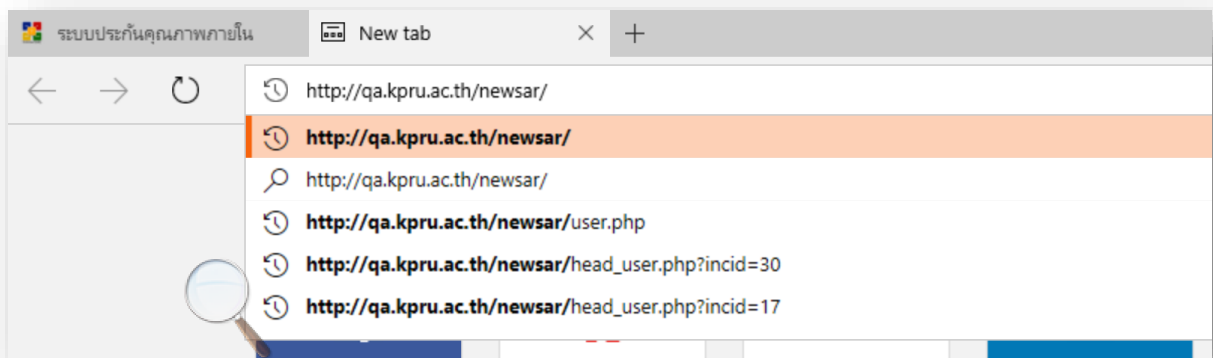 ระบบประกันคุณภาพภายใน New tab
http://qa.kpru.ac.th/newsar/
http://qa.kpru.ac.th/newsar/
http://qa.kpru.ac.th/newsar/
http://qa.kpru.ac.th/newsar/user.php
http://qa.kpru.ac.th/newsar/head_user.php?incid=30
http://qa.kpru.ac.th/newsar/head_user.php?incid=17